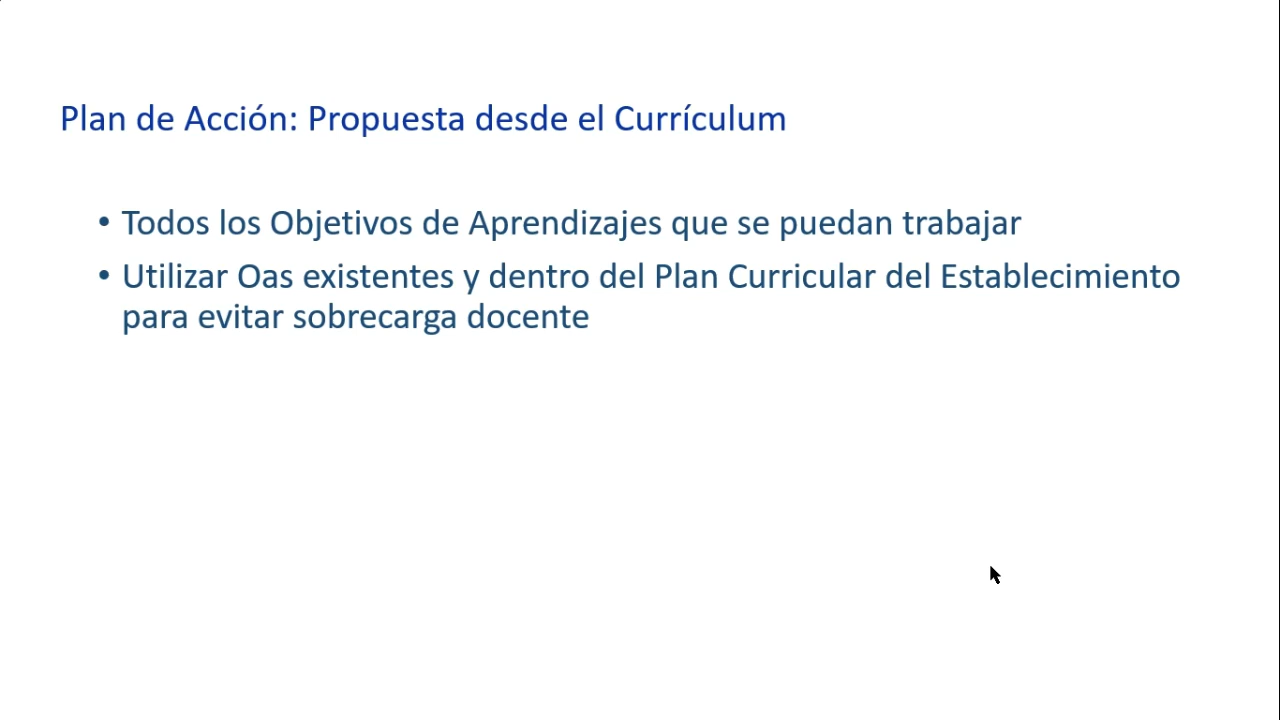 Plan de Acción: Propuesta desde el Currículum
• Todos los Objetivos de Aprendizajes que se puedan trabajar
• Utilizar Oas existentes y dentro del Plan Curricular del Establecimiento
para evitar sobrecarga docente